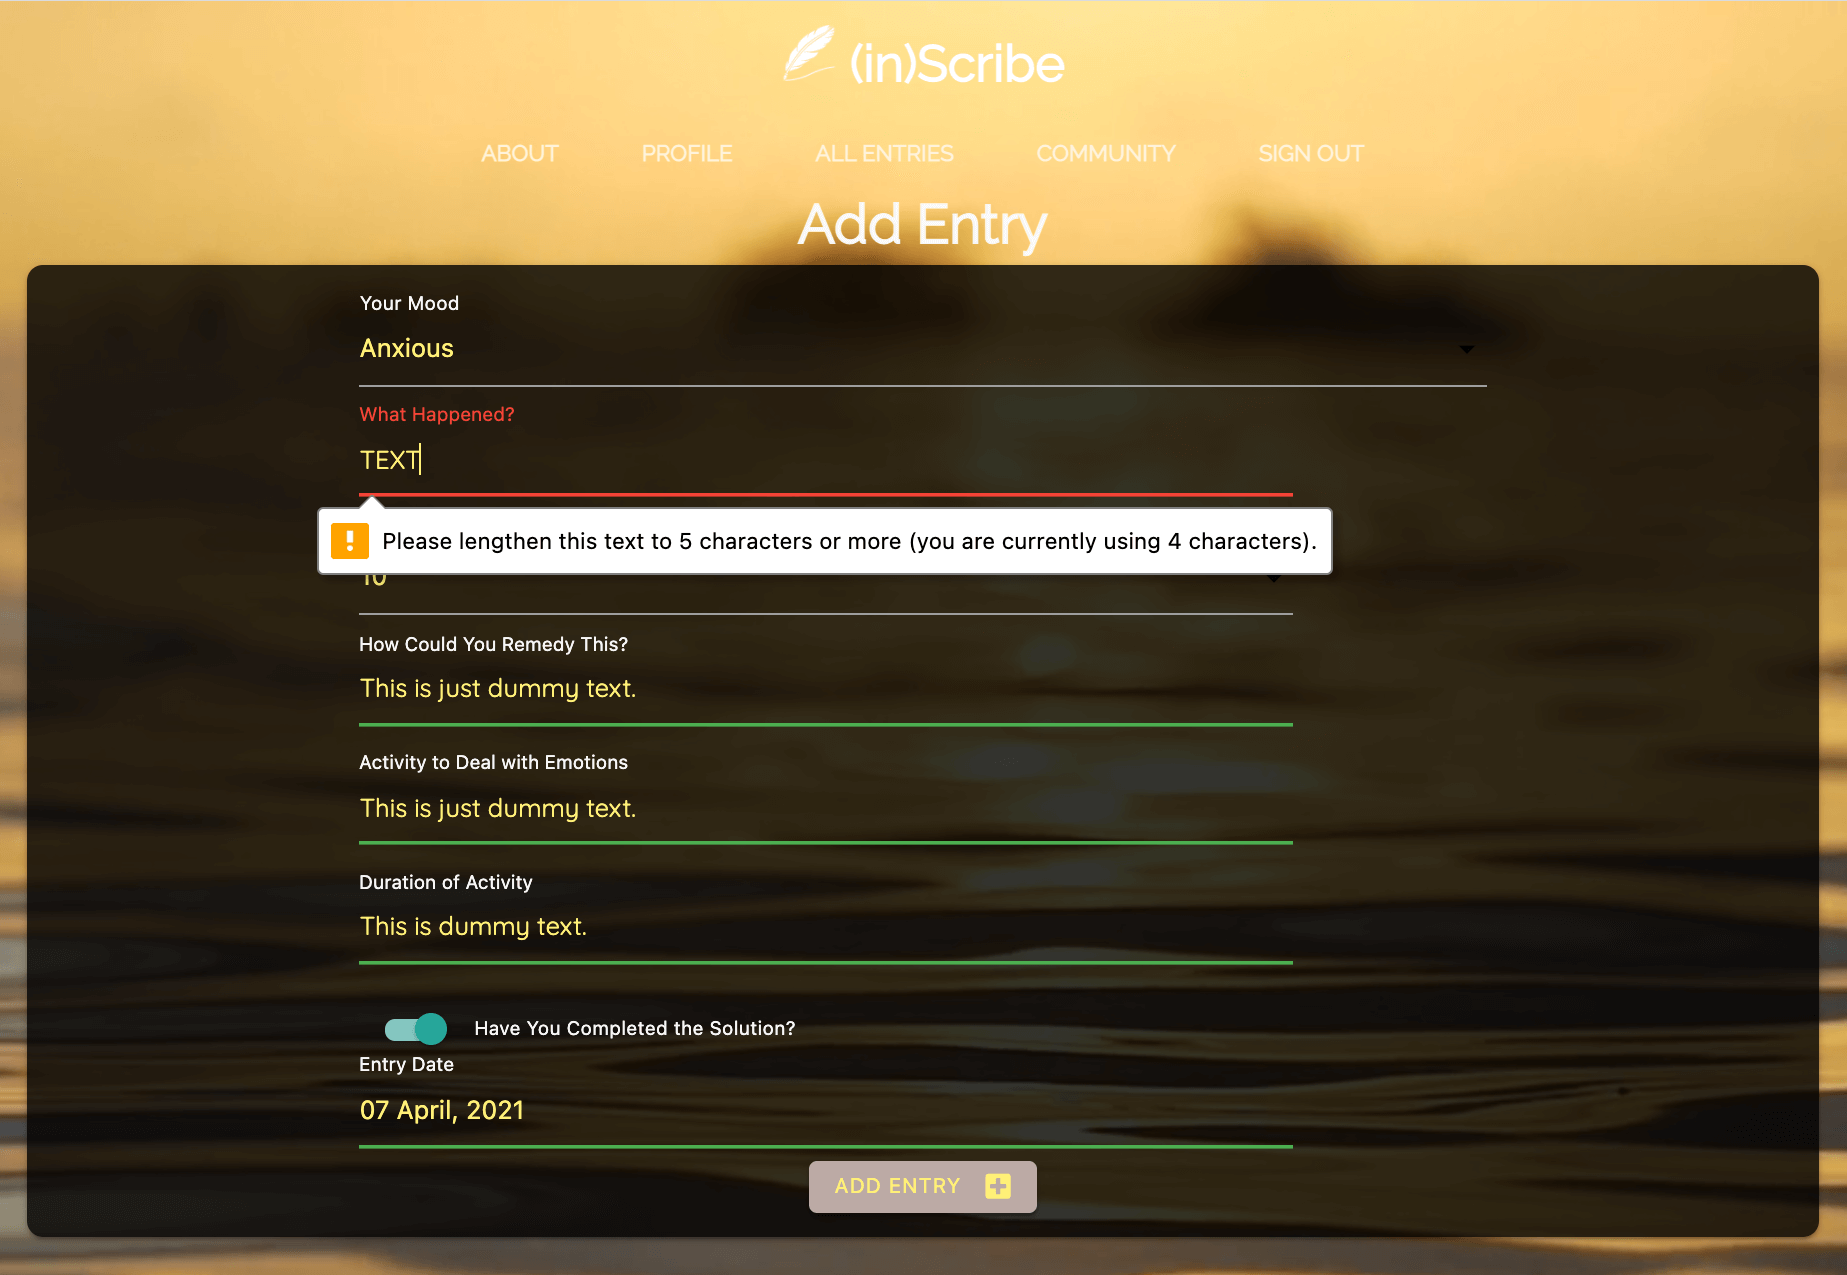 (in)Scribe
ABOUT PROFILE ALL ENTRIES COMMUNITY SIGN OUT
Add Entry
Your Mood
Anxious
What Happened?
TEXT
Please lengthen this text to 5 characters or more (you are currently using 4 characters).
10
How Could You Remedy This?
This is just dummy text.
Activity to Deal with Emotions
This is just dummy text.
Duration of Activity
This is dummy text.
Have You Completed the Solution?
Entry Date
07 April, 2021
ADD ENTRY